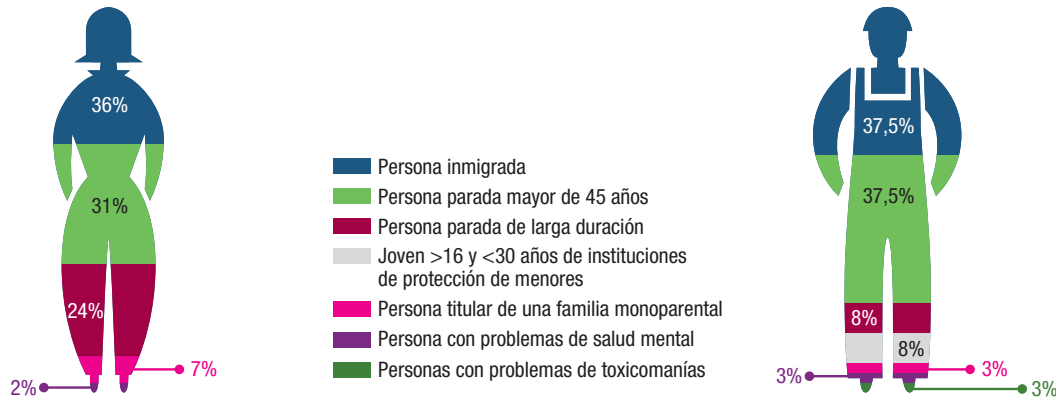 36%
31%
24%
7%
2%
Persona inmigrada
Persona parada mayor de 45 años
Persona parada de larga duración
Joven >16 y <30 años de instituciones
de protección de menores
Persona titular de una familia monoparental
Persona con problemas de salud mental
Personas con problemas de toxicomanías
37,5%
37,5%
8%
8%
3%
3%
3%